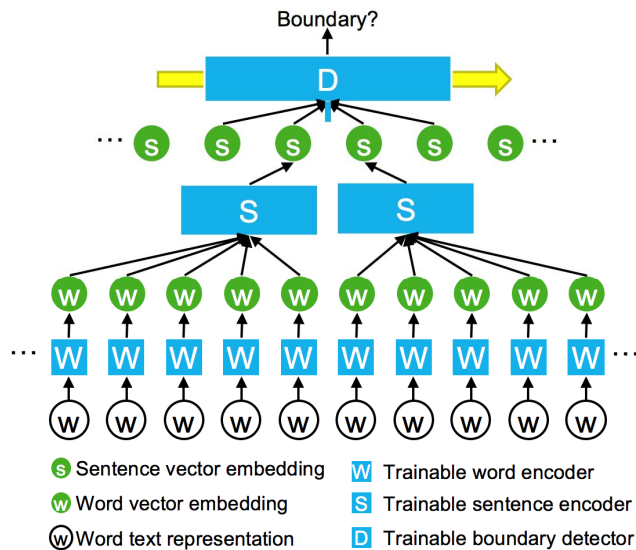 Boundary?
D
... s s s s s s ...
S S
w w w w w w w w w w
... W W W W W W W W W W ...
w w w w w w w w w w
s Sentence vector embedding W Trainable word encoder
w Word vector embedding S Trainable sentence encoder
w Word text representation D Trainable boundary detector